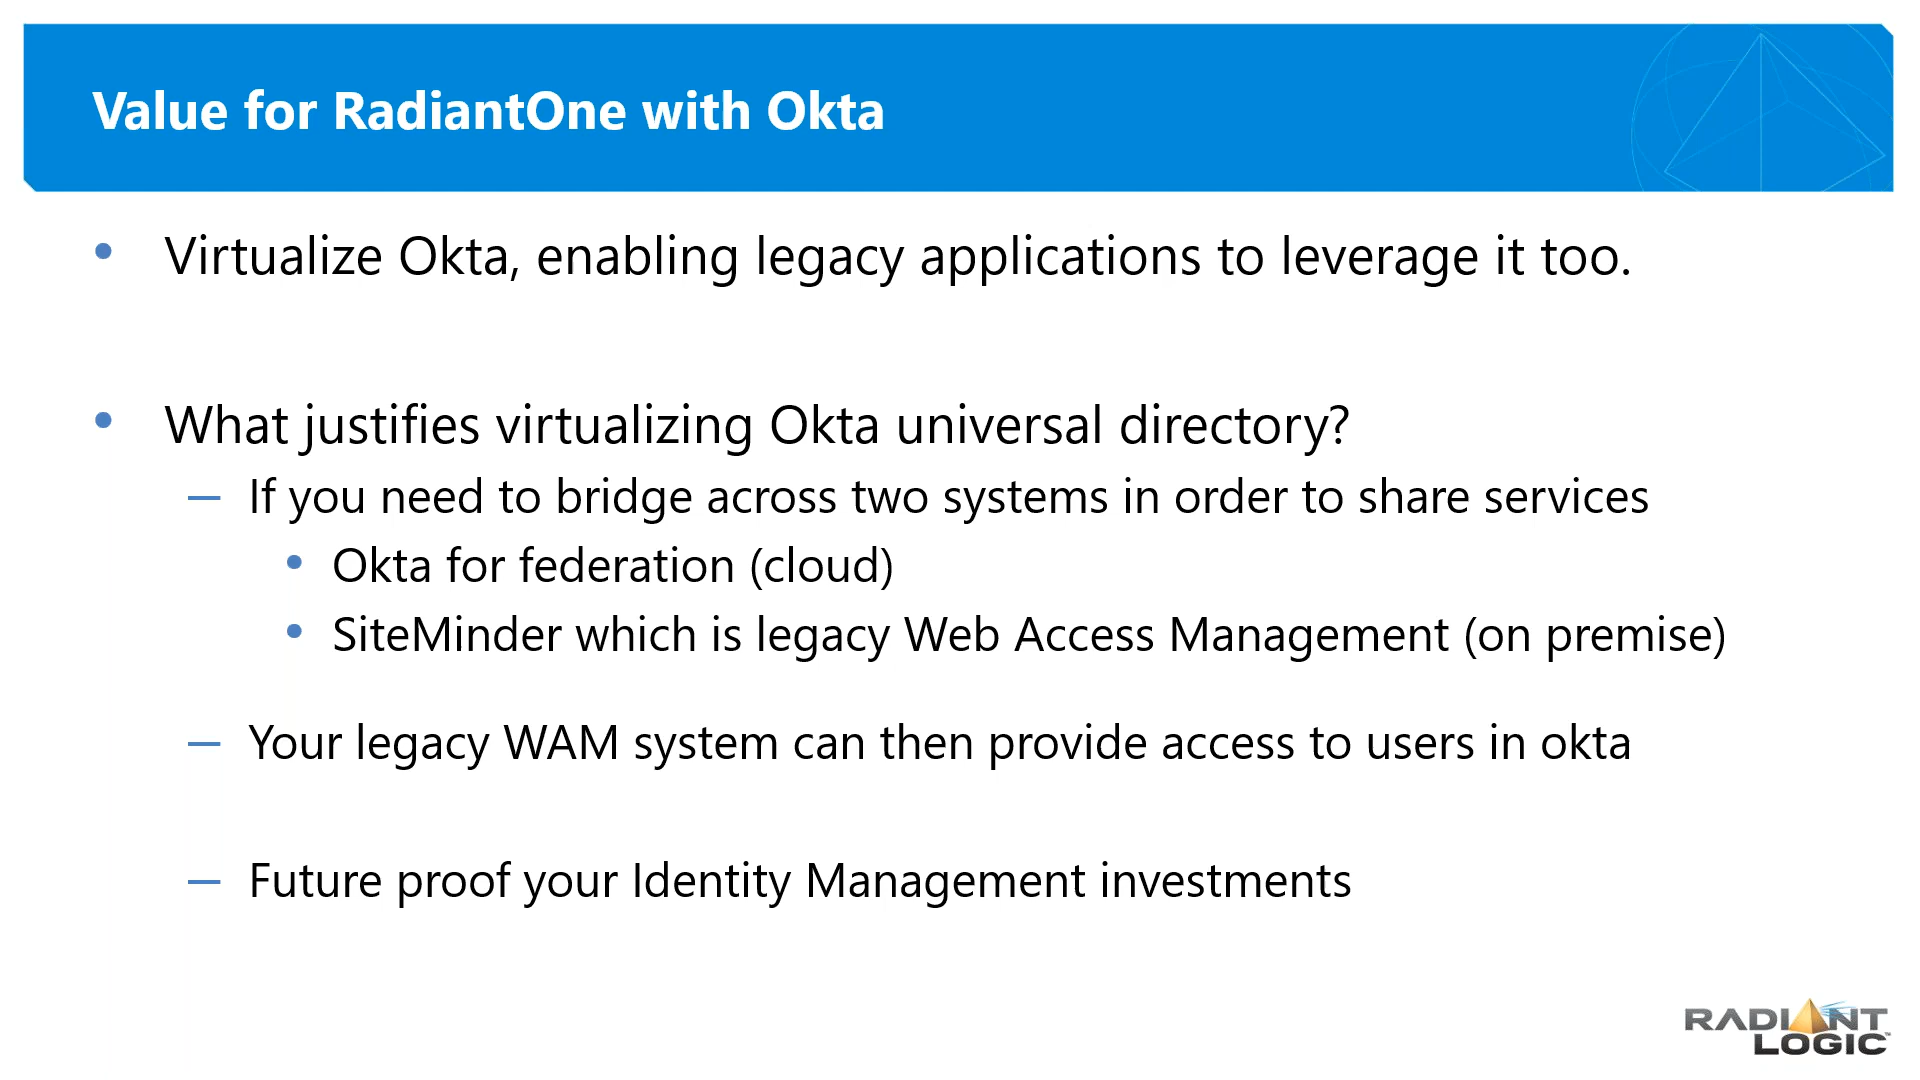 Value for RadiantOne with Okta
• Virtualize Okta, enabling legacy applications to leverage it too.
• What justifies virtualizing Okta universal directory?
– If you need to bridge across two systems in order to share services
• Okta for federation (cloud)
• SiteMinder which is legacy Web Access Management (on premise)
– Your legacy WAM system can then provide access to users in okta
– Future proof your Identity Management investments
RADIANT
LOGIC™